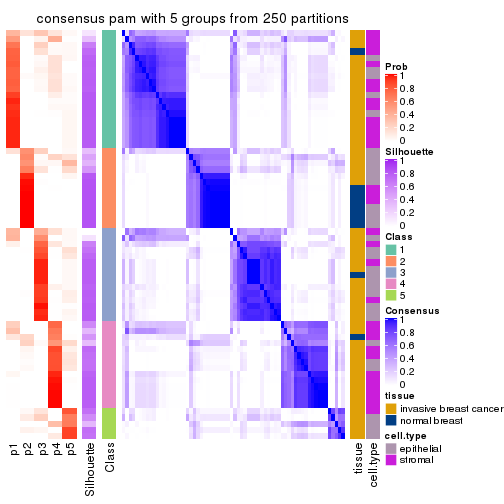 consensus pam with 5 groups from 250 partitions
Prob
1
0.8
0.6
0.4
0.2
0
Silhouette
1
0.8
0.6
0.4
0.2
0
Class
1
2
3
4
5
Consensus
1
0.8
0.6
0.4
0.2
0
tissue
invasive breast cancer
normal breast
cell.type
epithelial
stromal
p1
p2
p3
p4
p5
Silhouette
Class
tissue
cell.type